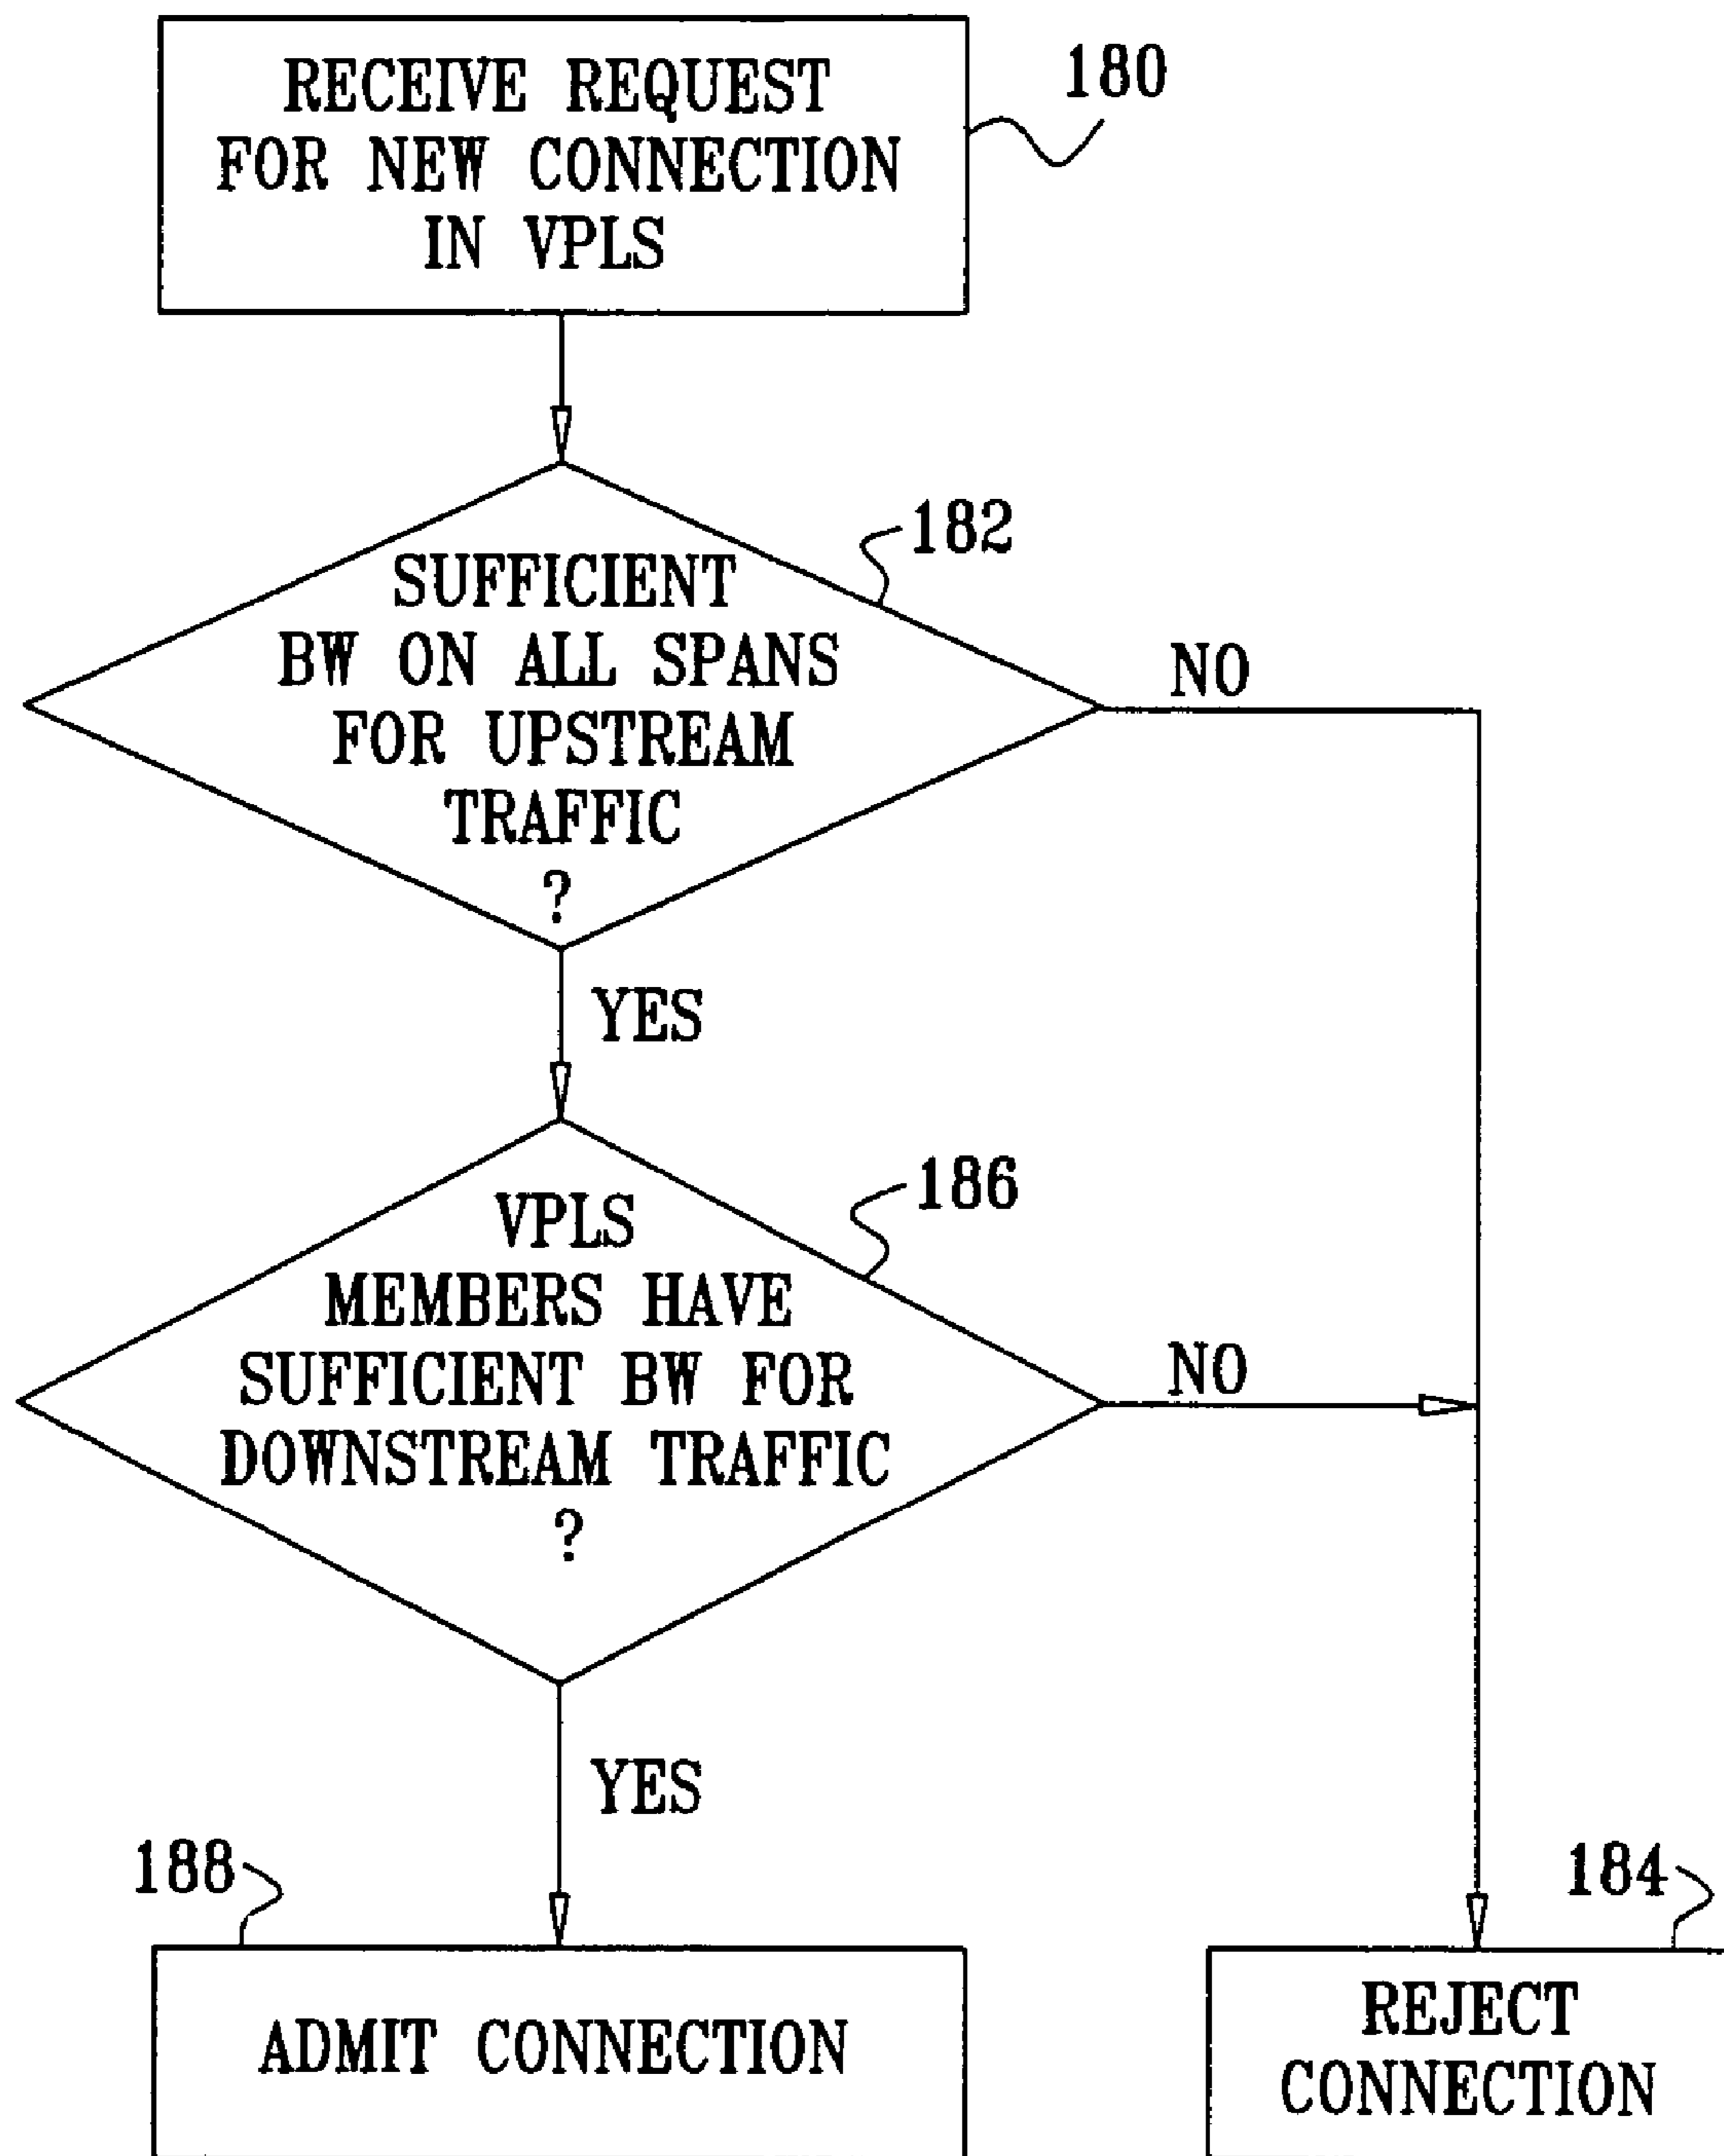 RECEIVE REQUEST
FOR NEW CONNECTION
IN VPLS
180
182
SUFFICIENT
BW ON ALL SPANS
FOR UPSTREAM
TRAFFIC
?
NO
YES
186
VPLS
MEMBERS HAVE
SUFFICIENT BW FOR
DOWNSTREAM TRAFFIC
?
NO
YES
188
ADMIT CONNECTION
184
REJECT
CONNECTION